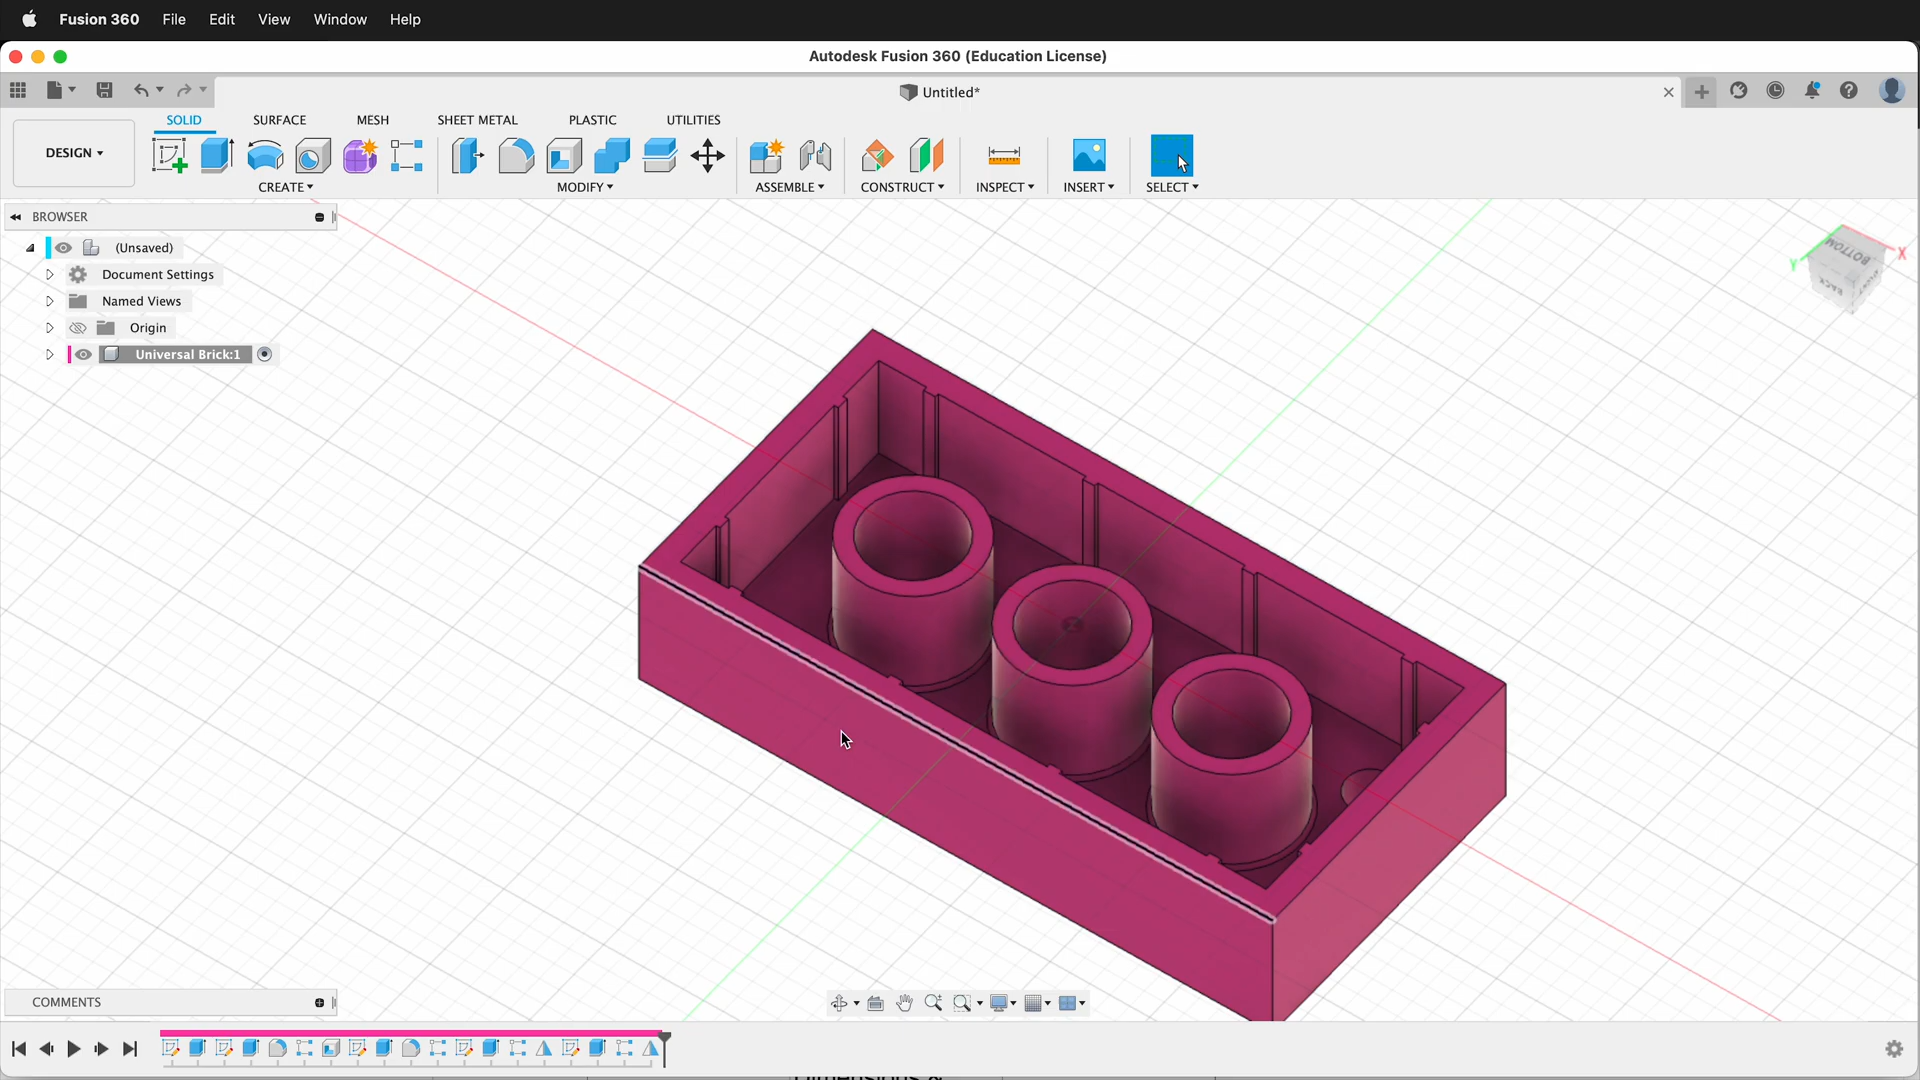 Fusion 360 File Edit View Window Help
Autodesk Fusion 360 (Education License)
Untitled*
DESIGN
SOLID SURFACE MESH SHEET METAL PLASTIC UTILITIES
CREATE MODIFY ASSEMBLE CONSTRUCT INSPECT INSERT SELECT
BROWSER
(Unsaved)
Document Settings
Named Views
Origin
Universal Brick:1
BOTTOM
BACK
X
Y
Z
COMMENTS